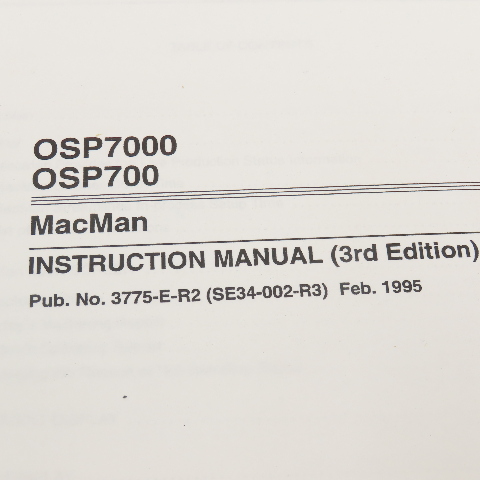 OSP7000
OSP700
MacMan
INSTRUCTION MANUAL (3rd Edition)
Pub. No. 3775-E-R2 (SE34-002-R3) Feb. 1995